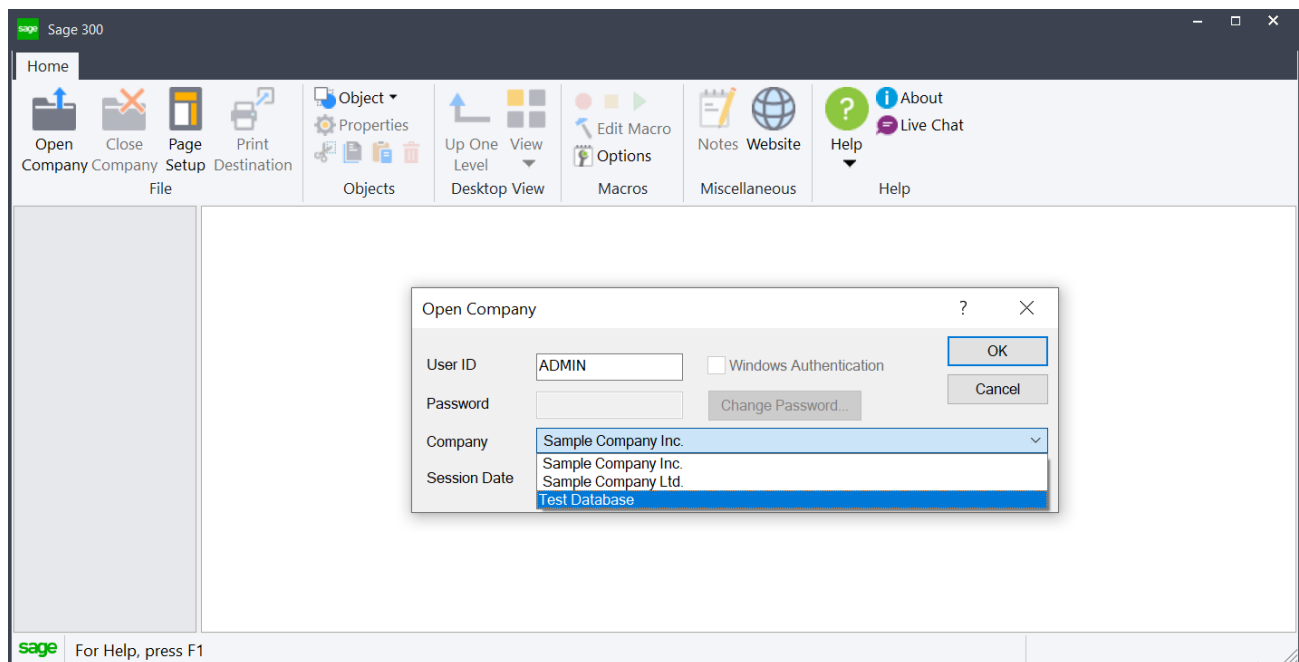 sage Sage 300
Home
Open Company
Close Company
Page Setup
Print Destination
File
Object
Properties
Objects
Up One Level
View
Desktop View
Edit Macro
Options
Macros
Notes
Website
Miscellaneous
Help
About
Live Chat
Help
Open Company ?
User ID ADMIN Windows Authentication OK
Password Change Password... Cancel
Company Sample Company Inc.
Sample Company Inc.
Session Date Sample Company Ltd.
Test Database
sage For Help, press F1